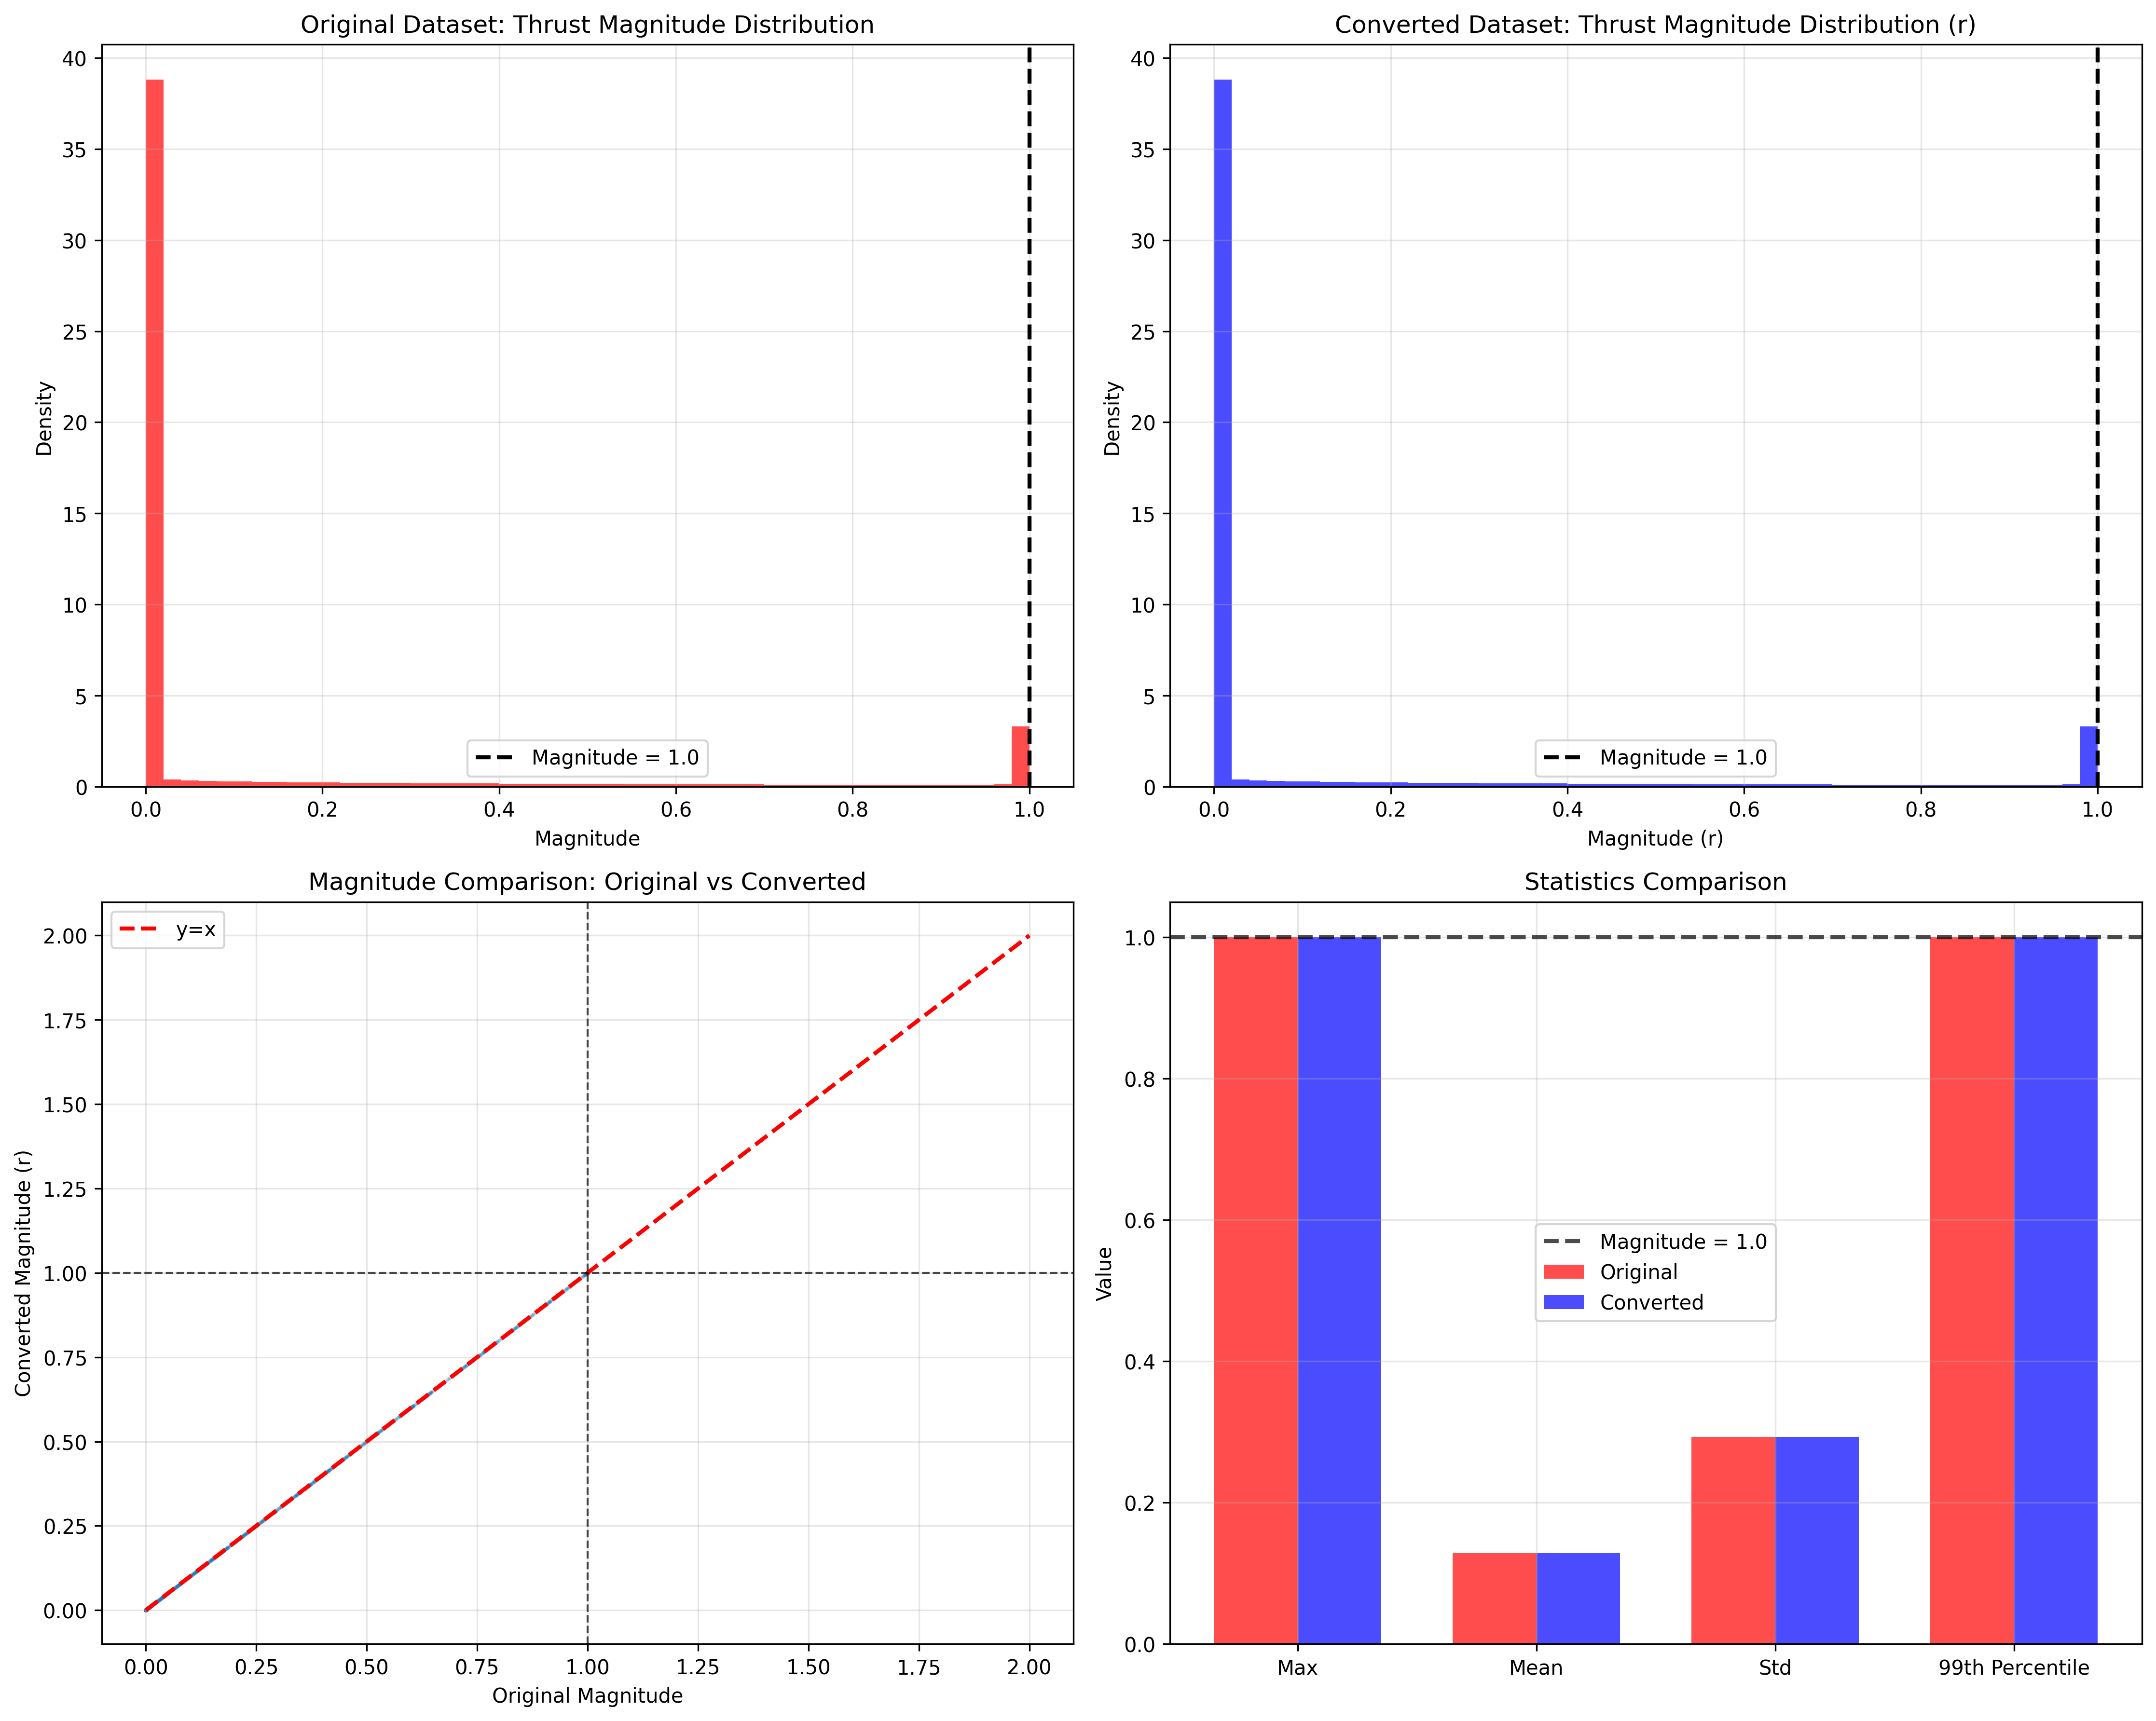 Original Dataset: Thrust Magnitude Distribution
40
35
30
25
20
15
10
5
0
Density
Magnitude = 1.0
0.0 0.2 0.4 0.6 0.8 1.0
Magnitude
Converted Dataset: Thrust Magnitude Distribution (r)
40
35
30
25
20
15
10
5
0
Density
Magnitude = 1.0
0.0 0.2 0.4 0.6 0.8 1.0
Magnitude (r)
Magnitude Comparison: Original vs Converted
y=x
2.00
1.75
1.50
1.25
1.00
0.75
0.50
0.25
0.00
Converted Magnitude (r)
0.00 0.25 0.50 0.75 1.00 1.25 1.50 1.75 2.00
Original Magnitude
Statistics Comparison
1.0
0.8
0.6
0.4
0.2
0.0
Value
Magnitude = 1.0
Original
Converted
Max Mean Std 99th Percentile